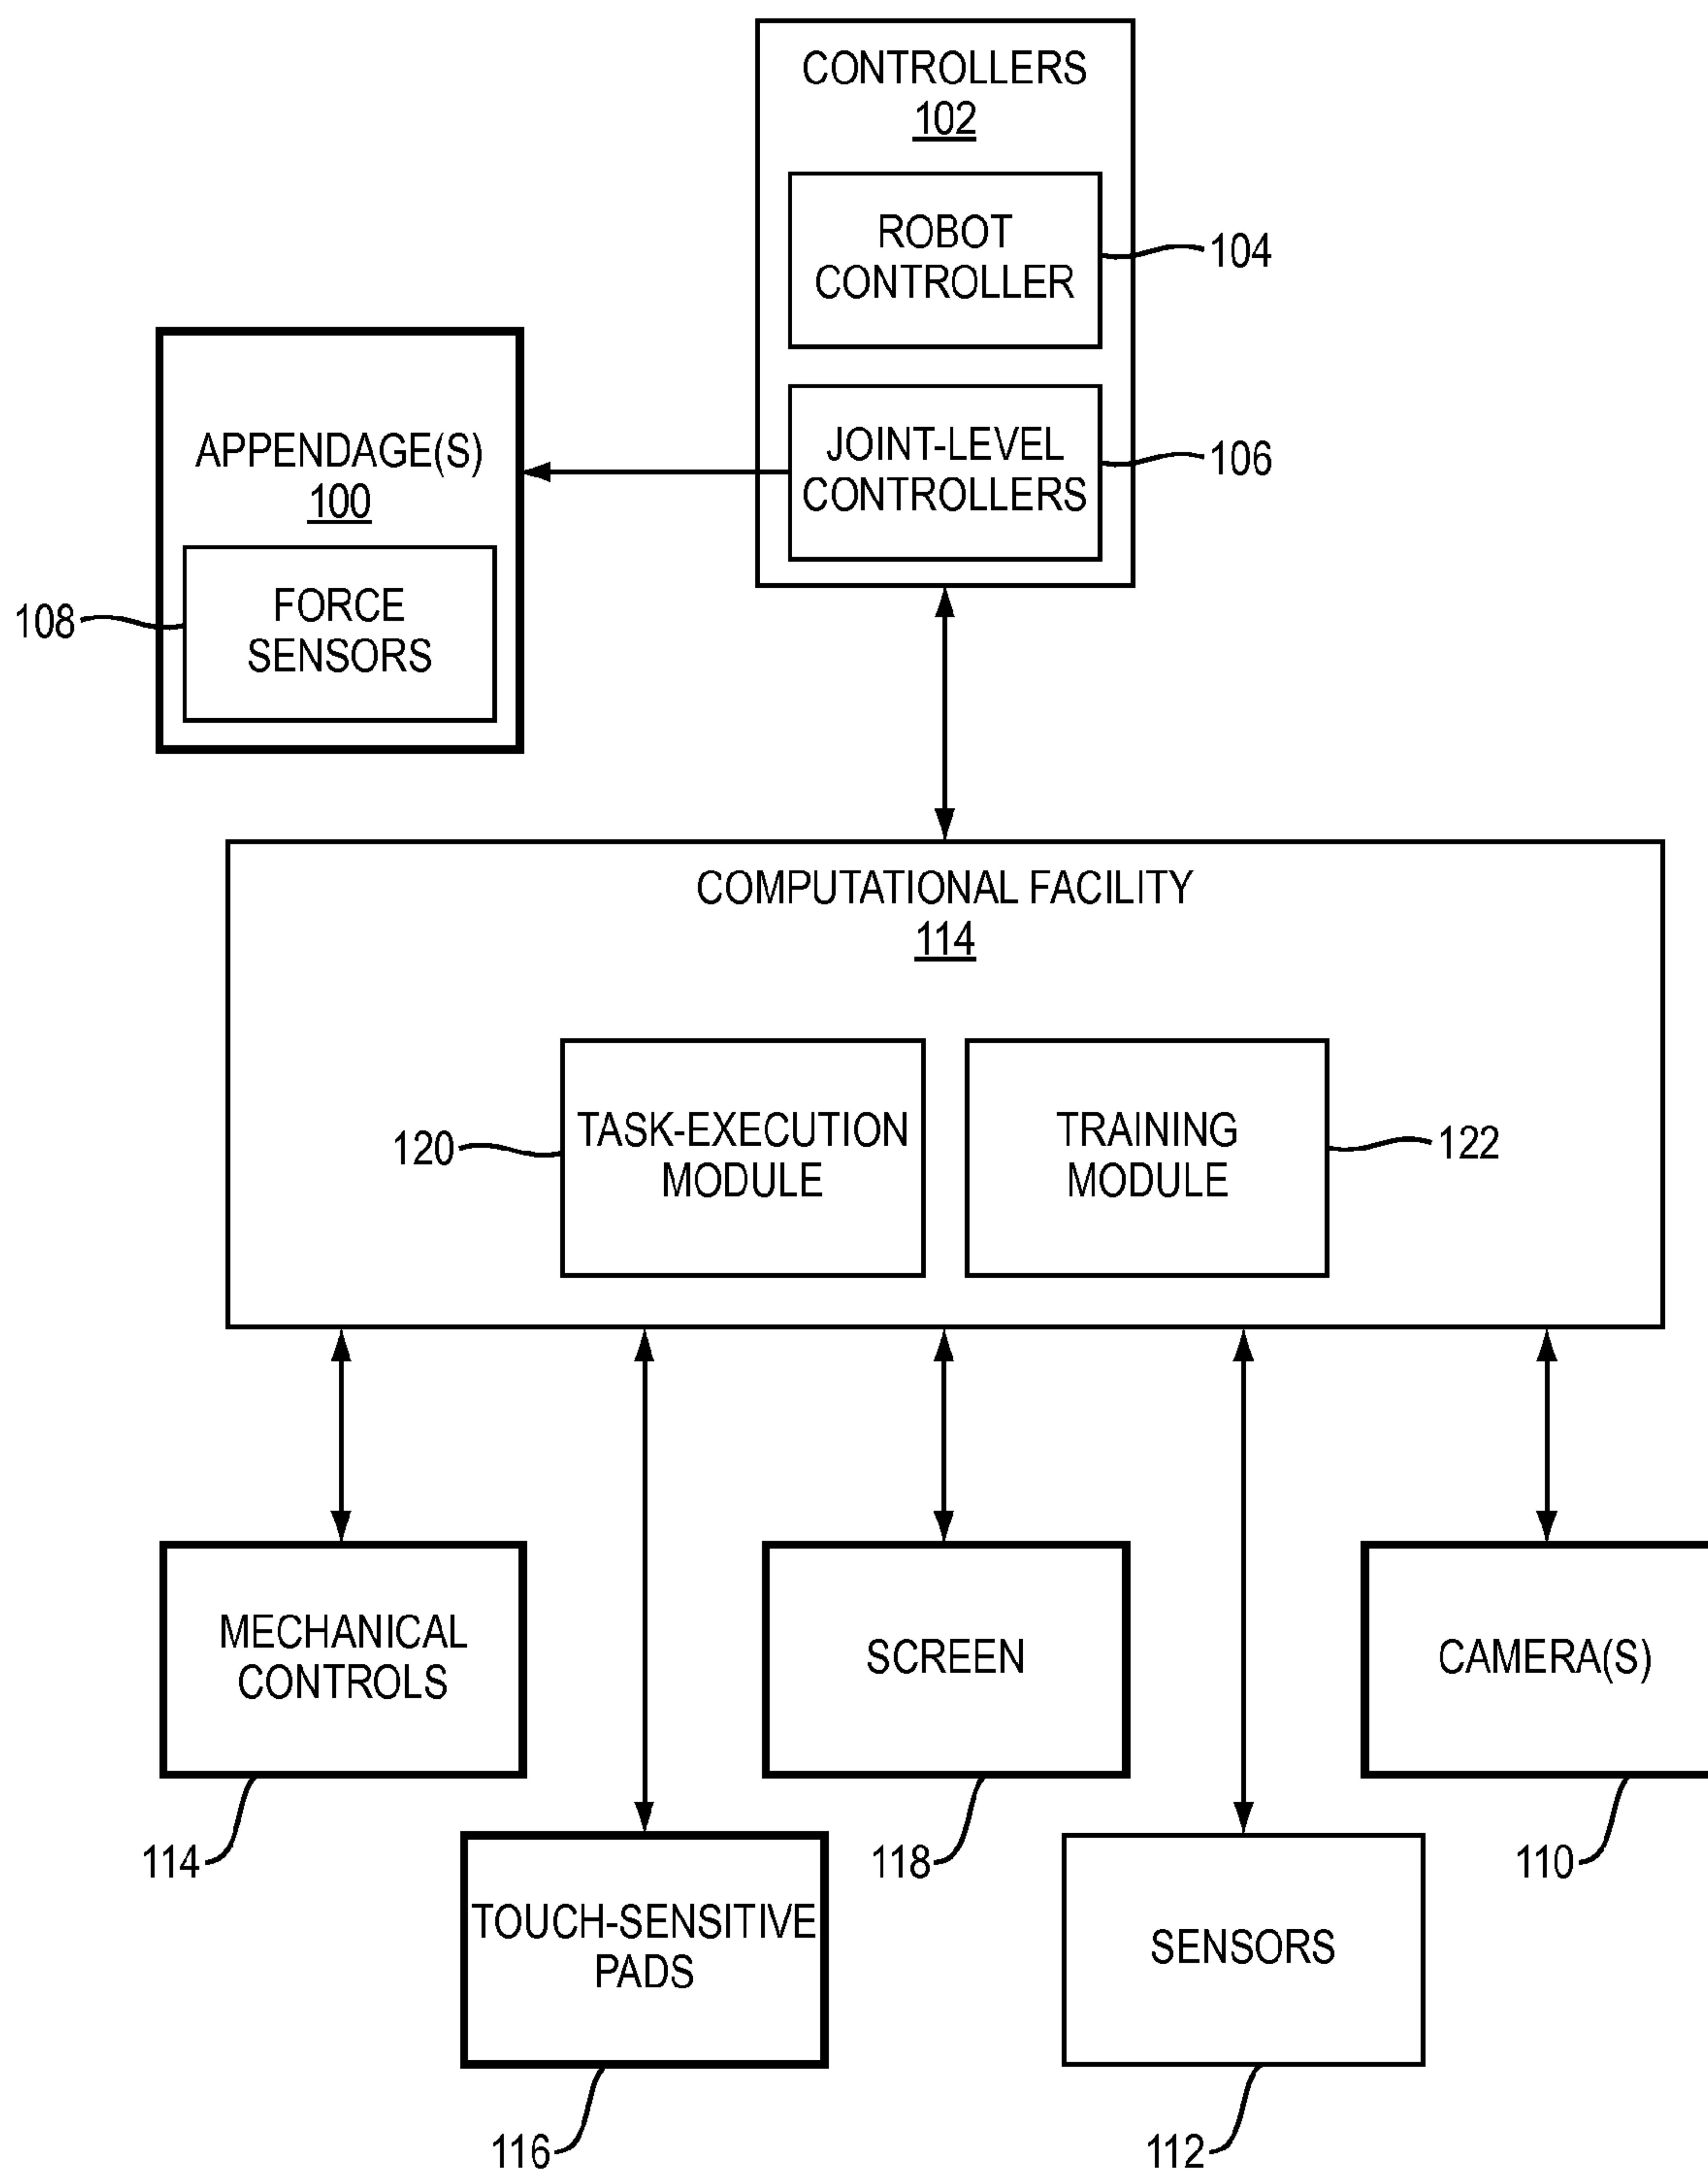 CONTROLLERS
102
ROBOT
CONTROLLER
104
JOINT-LEVEL
CONTROLLERS
106
APPENDAGE(S)
100
FORCE
SENSORS
108
COMPUTATIONAL FACILITY
114
120
TASK-EXECUTION
MODULE
TRAINING
MODULE
122
MECHANICAL
CONTROLS
114
TOUCH-SENSITIVE
PADS
116
SCREEN
118
SENSORS
112
CAMERA(S)
110